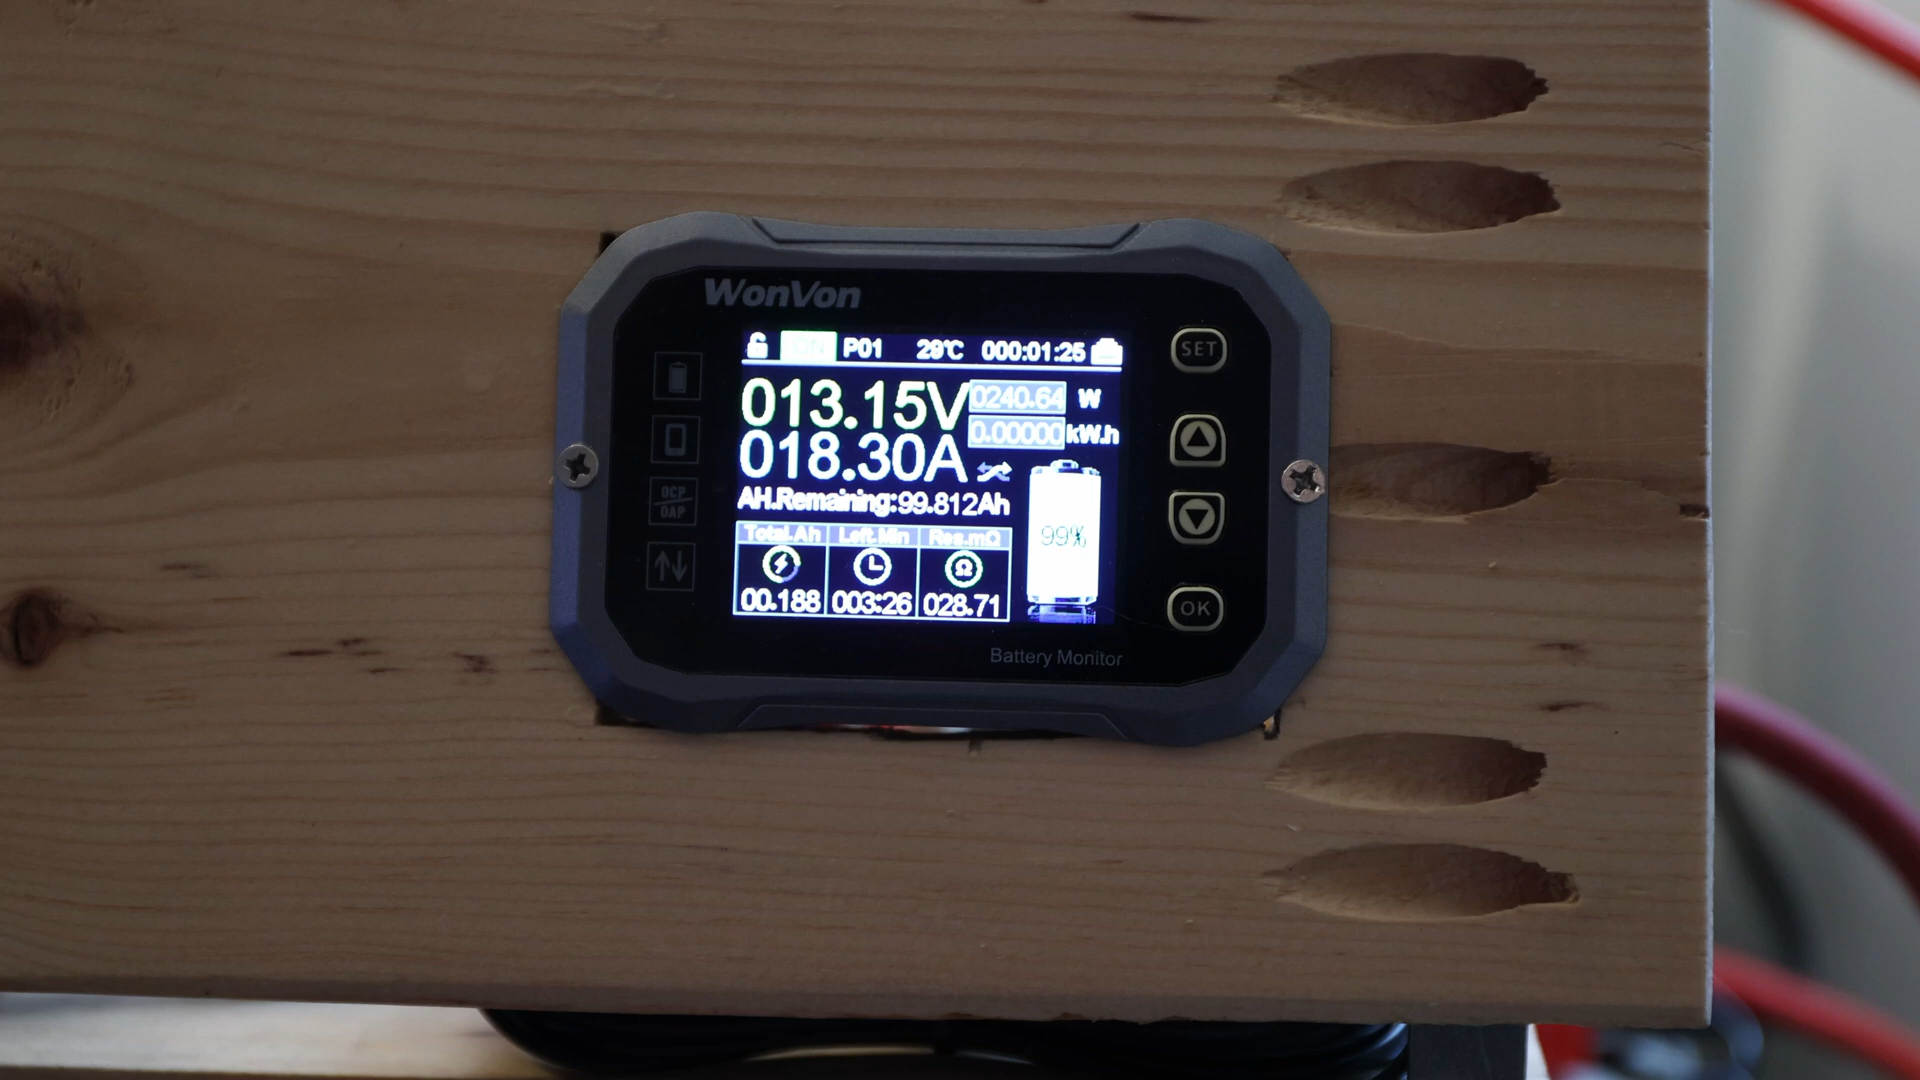 WonVon
ON P01 29℃ 000:01:25
013.15V 0240.64 W
018.30A 0.00000 kW.h
AH.Remaining:99.812Ah
99%
Total.Ah Left.Min Res.mΩ
Ω
00.188 003:26 028.71
Battery Monitor
OCP
OAP
SET
OK